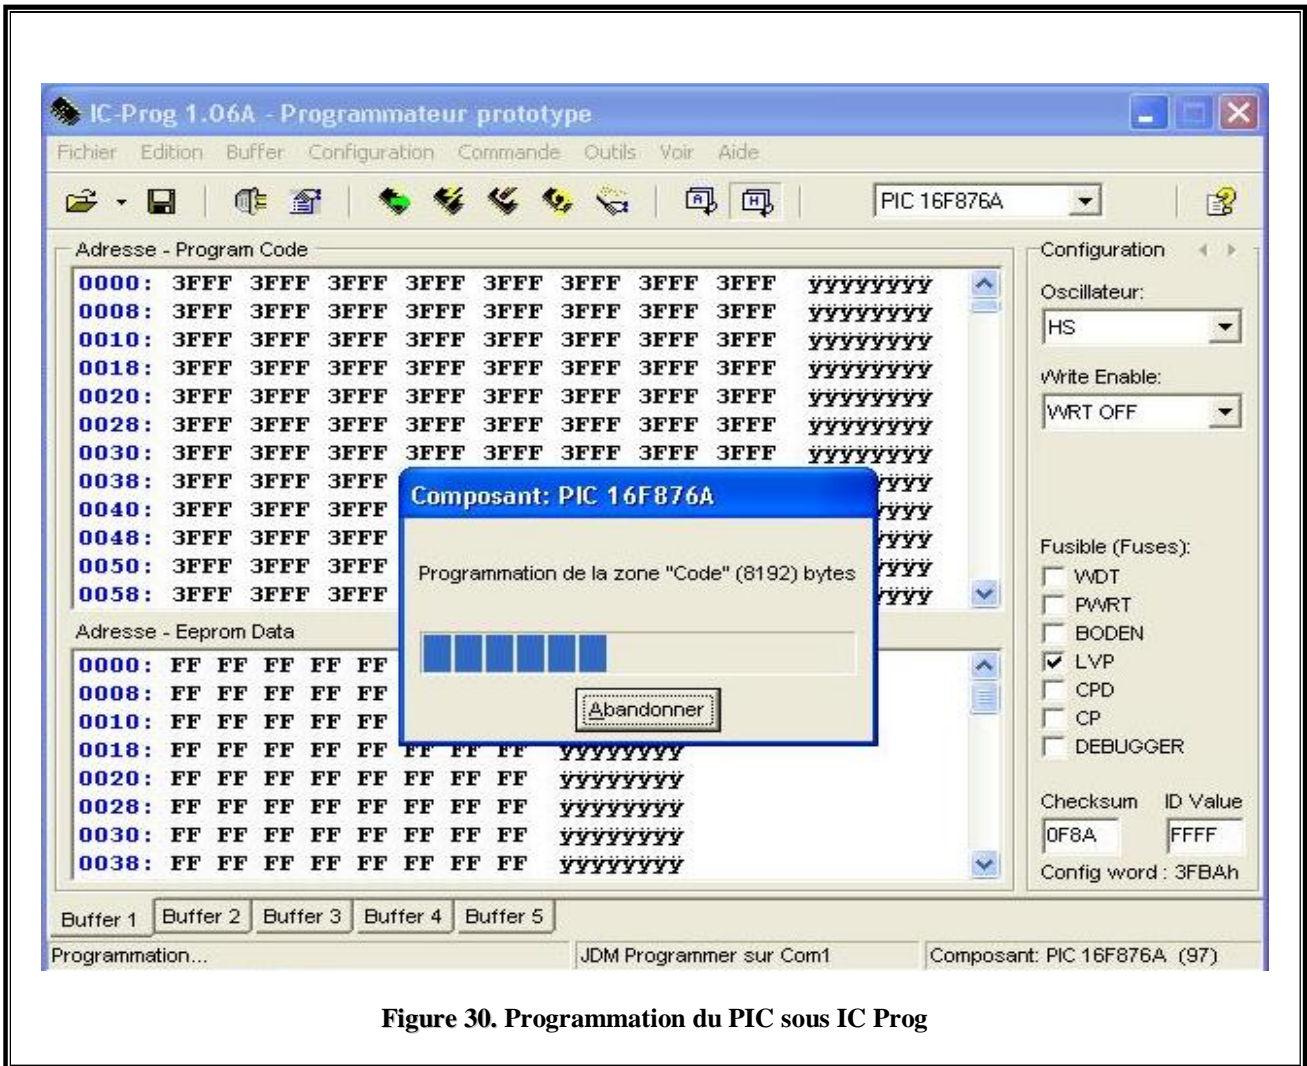 IC-Prog 1.06A - Programmateur prototype
Fichier Edition Buffer Configuration Commande Outils Voir Aide
PIC 16F876A
Adresse - Program Code
0000: 3FFF 3FFF 3FFF 3FFF 3FFF 3FFF 3FFF 3FFF ÿÿÿÿÿÿÿÿ
0008: 3FFF 3FFF 3FFF 3FFF 3FFF 3FFF 3FFF 3FFF ÿÿÿÿÿÿÿÿ
0010: 3FFF 3FFF 3FFF 3FFF 3FFF 3FFF 3FFF 3FFF ÿÿÿÿÿÿÿÿ
0018: 3FFF 3FFF 3FFF 3FFF 3FFF 3FFF 3FFF 3FFF ÿÿÿÿÿÿÿÿ
0020: 3FFF 3FFF 3FFF 3FFF 3FFF 3FFF 3FFF 3FFF ÿÿÿÿÿÿÿÿ
0028: 3FFF 3FFF 3FFF 3FFF 3FFF 3FFF 3FFF 3FFF ÿÿÿÿÿÿÿÿ
0030: 3FFF 3FFF 3FFF 3FFF 3FFF 3FFF 3FFF 3FFF ÿÿÿÿÿÿÿÿ
0038: 3FFF 3FFF 3FFF ÿÿÿ
0040: 3FFF 3FFF 3FFF ÿÿÿ
0048: 3FFF 3FFF 3FFF ÿÿÿ
0050: 3FFF 3FFF 3FFF ÿÿÿ
0058: 3FFF 3FFF 3FFF ÿÿÿ
Composant: PIC 16F876A
Programmation de la zone "Code" (8192) bytes
Abandonner
Adresse - Eeprom Data
0000: FF FF FF FF FF
0008: FF FF FF FF FF
0010: FF FF FF FF FF
0018: FF FF FF FF FF FF FF FF ÿÿÿÿÿÿÿÿ
0020: FF FF FF FF FF FF FF FF ÿÿÿÿÿÿÿÿ
0028: FF FF FF FF FF FF FF FF ÿÿÿÿÿÿÿÿ
0030: FF FF FF FF FF FF FF FF ÿÿÿÿÿÿÿÿ
0038: FF FF FF FF FF FF FF FF ÿÿÿÿÿÿÿÿ
Configuration
Oscillateur:
HS
Write Enable:
WRT OFF
Fusible (Fuses):
WDT
PWRT
BODEN
LVP
CPD
CP
DEBUGGER
Checksum ID Value
0F8A FFFF
Config word : 3FBAh
Buffer 1 Buffer 2 Buffer 3 Buffer 4 Buffer 5
Programmation... JDM Programmer sur Com1 Composant: PIC 16F876A (97)
Figure 30. Programmation du PIC sous IC Prog